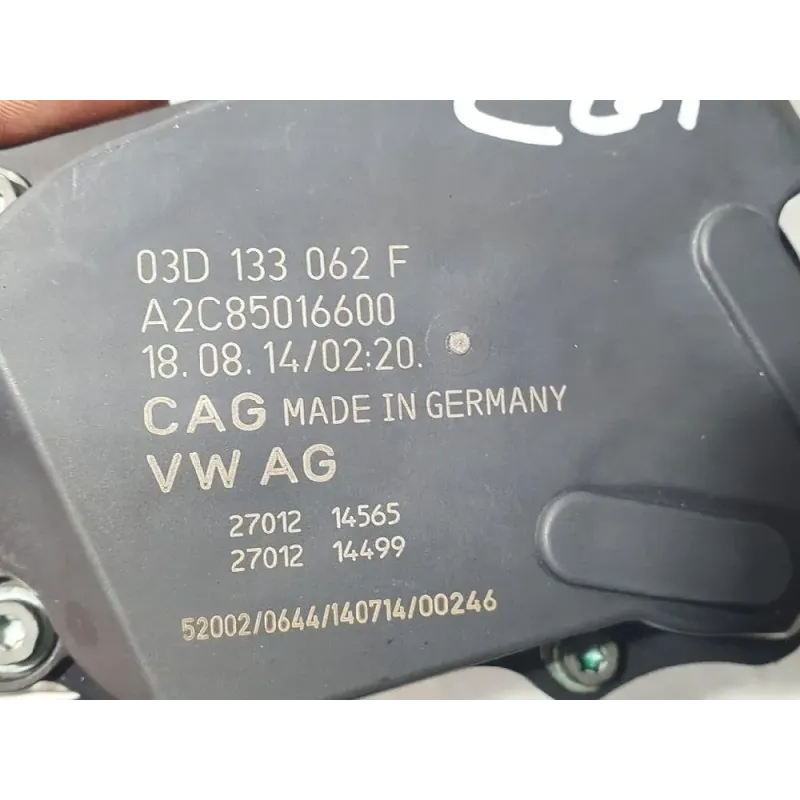 03D 133 062 F
A2C85016600
18.08.14/02:20.
CAG MADE IN GERMANY
VW AG
27012 14565
27012 14499
52002/0644/140714/00246